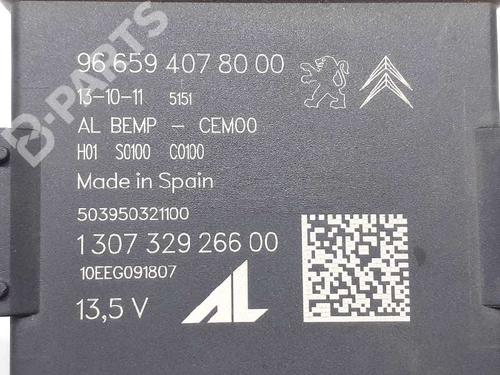 96 659 407 80 00
13-10-11 5151
AL BEMP - CEM00
H01 S0100 C0100
Made in Spain
503950321100
1 307 329 266 00
10EEG091807
13,5 V
AL
B-PARTS